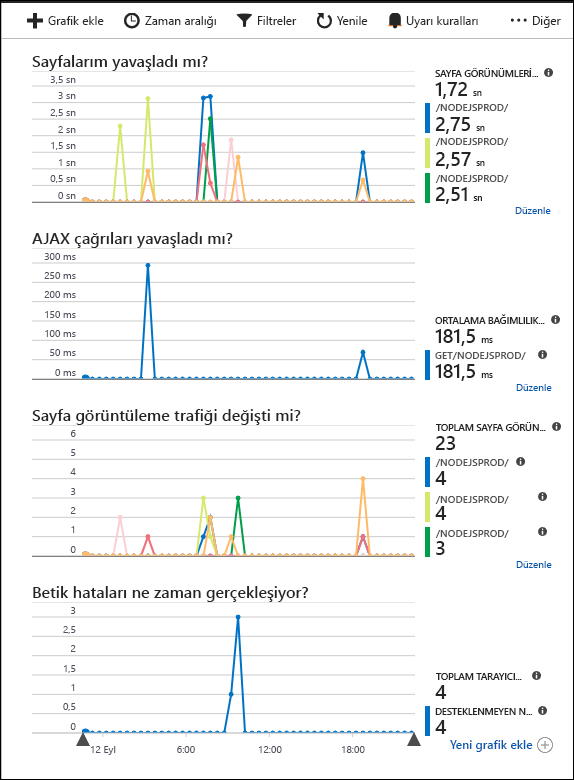 Grafik ekle Zaman aralığı Filtreler Yenile Uyarı kuralları ••• Diğer
Sayfalarım yavaşladı mı?
3,5 sn
3 sn
2,5 sn
2 sn
1,5 sn
1 sn
0,5 sn
0 sn
SAYFA GÖRÜNÜMLERİ...
1,72 sn
/NODEJSPROD/
2,75 sn
/NODEJSPROD/
2,57 sn
/NODEJSPROD/
2,51 sn
Düzenle
AJAX çağrıları yavaşladı mı?
300 ms
250 ms
200 ms
150 ms
100 ms
50 ms
0 ms
ORTALAMA BAĞIMLILIK...
181,5 ms
GET/NODEJSPROD/
181,5 ms
Düzenle
Sayfa görüntüleme trafiği değişti mi?
6
5
4
3
2
1
0
TOPLAM SAYFA GÖRÜN...
23
/NODEJSPROD/
4
/NODEJSPROD/
4
/NODEJSPROD/
3
Düzenle
Betik hataları ne zaman gerçekleşiyor?
3
2,5
2
1,5
1
0,5
0
12 Eyl 6:00 12:00 18:00
TOPLAM TARAYICI...
4
DESTEKLENMEYEN N...
4
Yeni grafik ekle